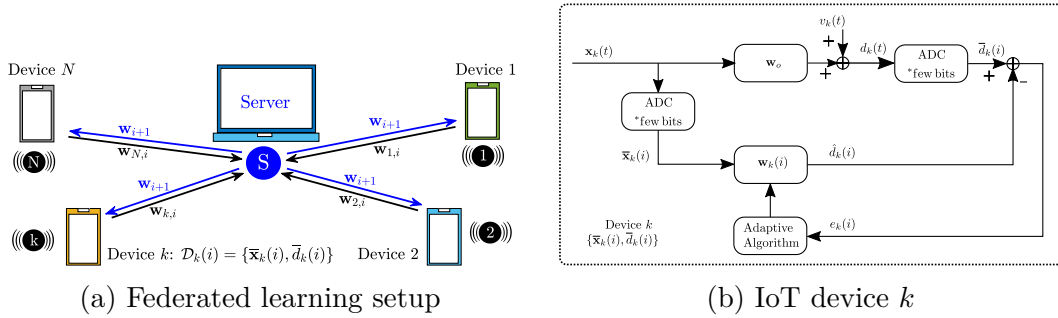 Device N
Device 1
Server
w_{i+1}
w_{i+1}
w_{N,i}
w_{1,i}
N
S
1
w_{i+1}
w_{i+1}
w_{k,i}
w_{2,i}
k
2
Device k: 𝒟_k(i) = {x̅_k(i), d̅_k(i)}
Device 2
(a) Federated learning setup
v_k(t)
x_k(t)
+
d_k(t)
d̅_k(i)
w_o
+
ADC
*few bits
+
−
ADC
*few bits
x̅_k(i)
w_k(i)
d̂_k(i)
Device k
{x̅_k(i), d̅_k(i)}
Adaptive
Algorithm
e_k(i)
(b) IoT device k